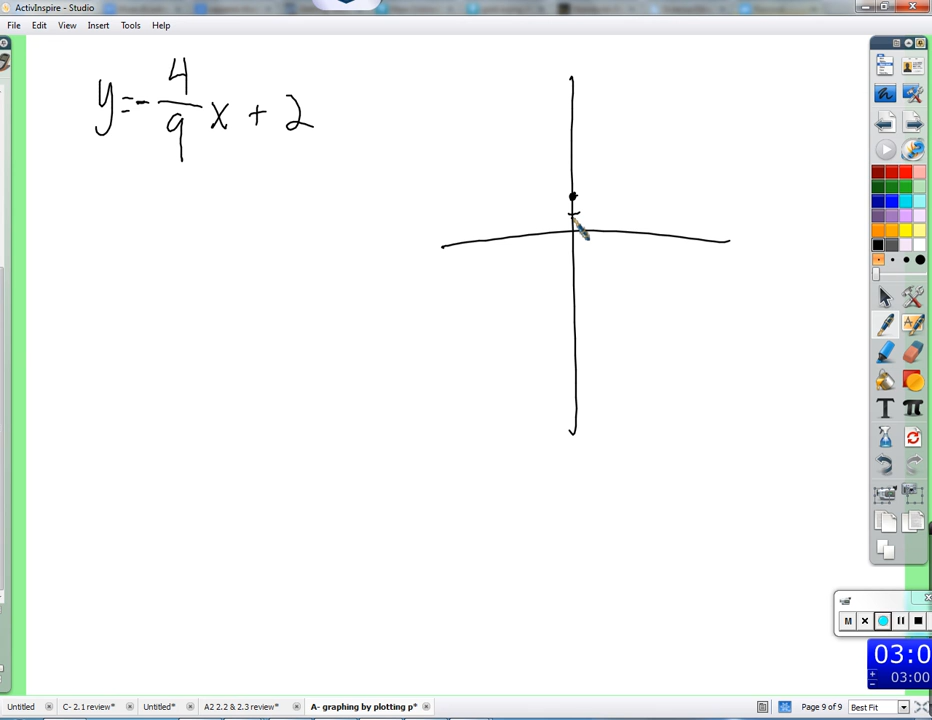 ActivInspire - Studio
File Edit View Insert Tools Help
y=-4/9 x + 2
M
03:0
03:00
Untitled C- 2.1 review* Untitled* A2 2.2 & 2.3 review* A- graphing by plotting p* Page 9 of 9 Best Fit